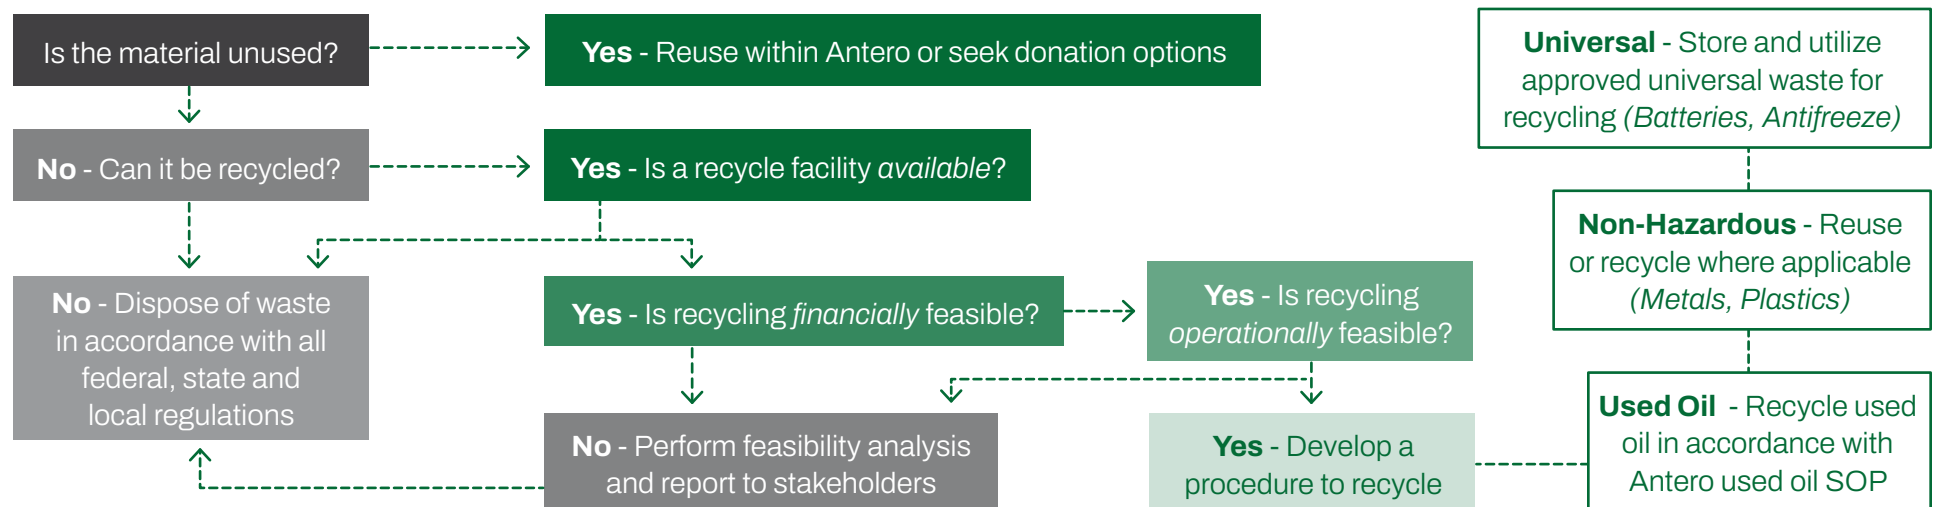 Is the material unused?
Yes - Reuse within Antero or seek donation options
No - Can it be recycled?
Yes - Is a recycle facility available?
No - Dispose of waste
in accordance with all
federal, state and
local regulations
Yes - Is recycling financially feasible?
Yes - Is recycling
operationally feasible?
No - Perform feasibility analysis
and report to stakeholders
Yes - Develop a
procedure to recycle
Universal - Store and utilize
approved universal waste for
recycling (Batteries, Antifreeze)
Non-Hazardous - Reuse
or recycle where applicable
(Metals, Plastics)
Used Oil - Recycle used
oil in accordance with
Antero used oil SOP